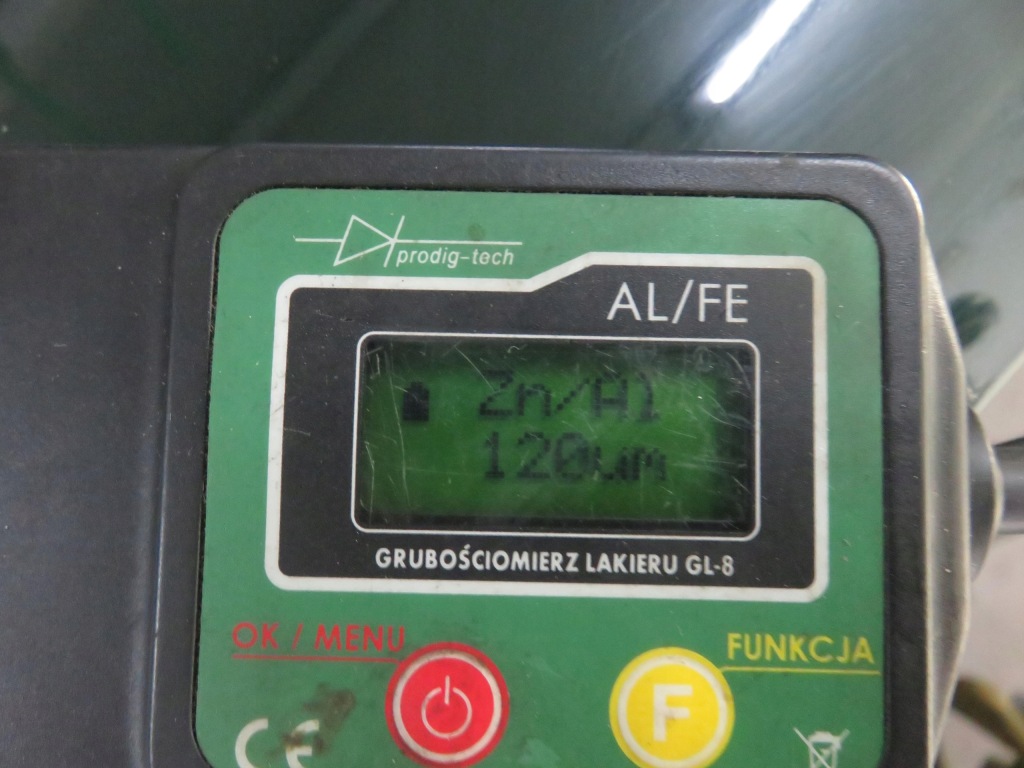 prodig-tech
AL/FE
Zn/Al
120um
GRUBOŚCIOMIERZ LAKIERU GL-8
OK / MENU
FUNKCJA
F
CE